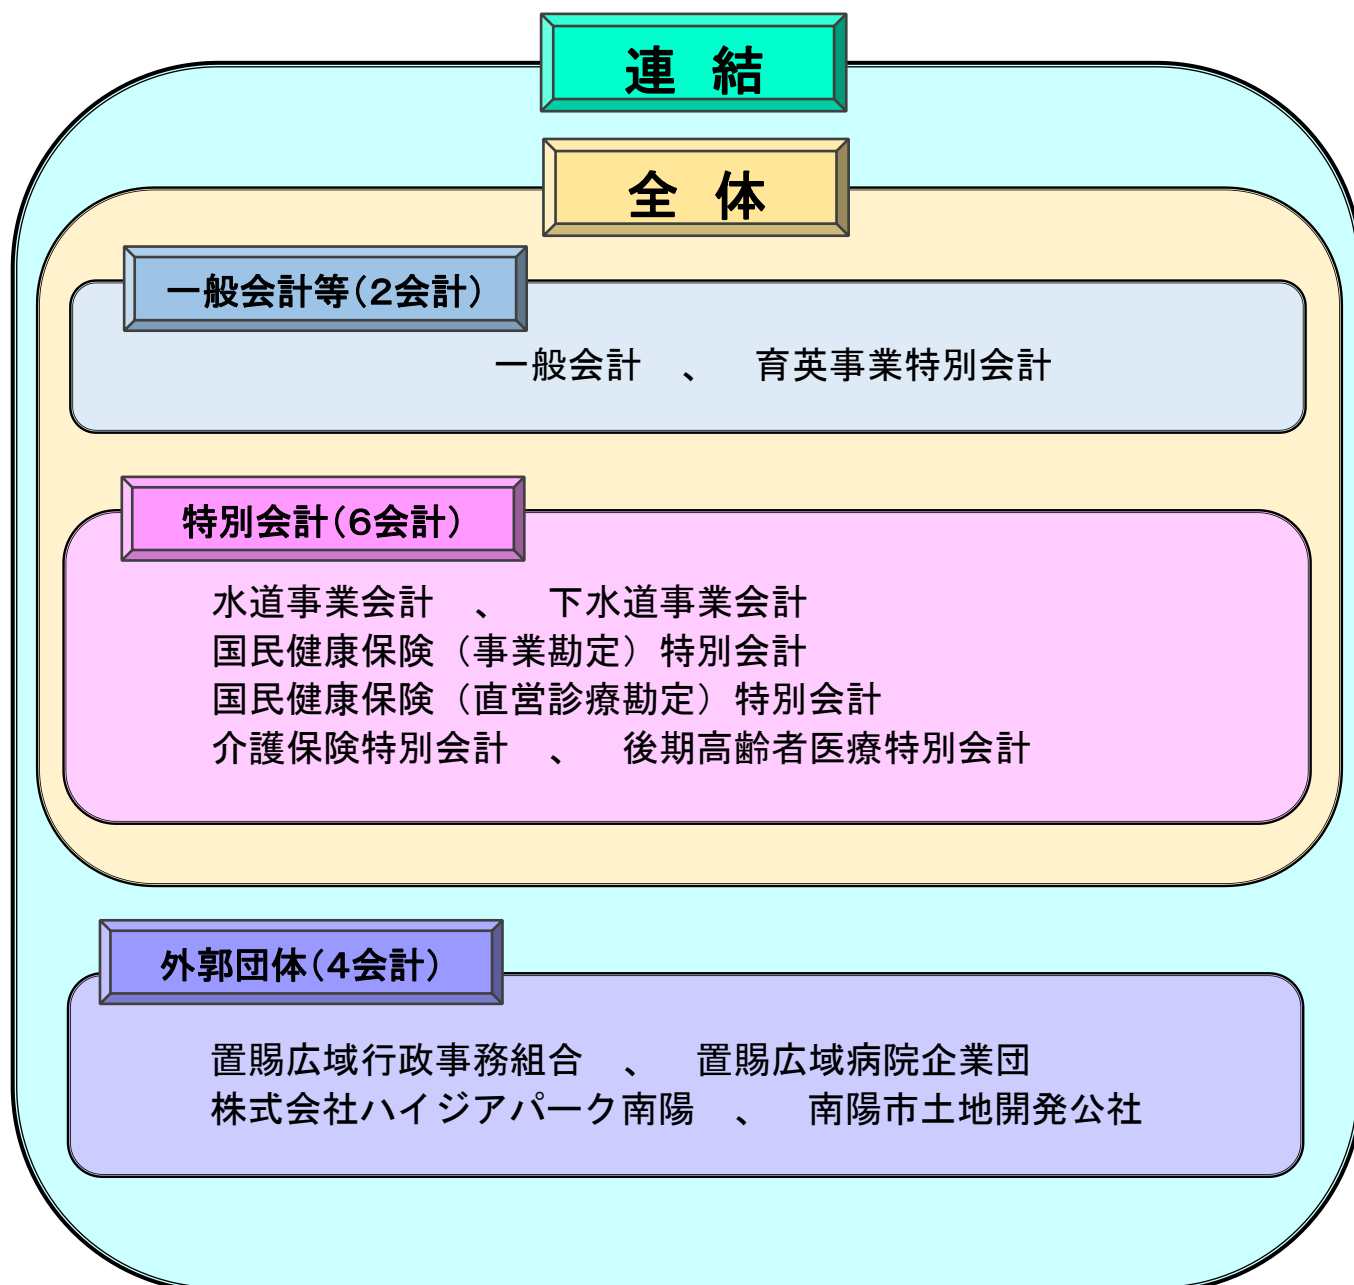 連 結
全 体
一般会計等(2会計)
一般会計 、 育英事業特別会計
特別会計(6会計)
水道事業会計 、 下水道事業会計
国民健康保険（事業勘定）特別会計
国民健康保険（直営診療勘定）特別会計
介護保険特別会計 、 後期高齢者医療特別会計
外郭団体(4会計)
置賜広域行政事務組合 、 置賜広域病院企業団
株式会社ハイジアパーク南陽 、 南陽市土地開発公社